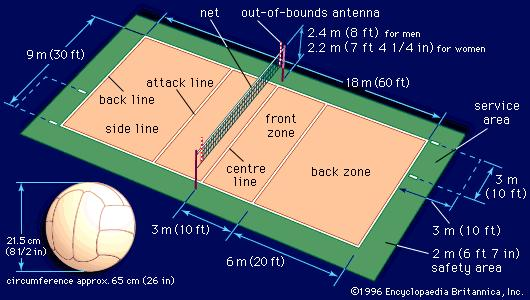 net
out-of-bounds antenna
2.4 m (8 ft) for men
2.2 m (7 ft 4 1/4 in) for women
9 m (30 ft)
18 m (60 ft)
attack line
back line
side line
front
zone
service
area
centre
line
back zone
3 m
(10 ft)
3 m (10 ft)
3 m (10 ft)
6 m (20 ft)
2 m (6 ft 7 in)
safety area
21.5 cm
(8 1/2 in)
circumference approx. 65 cm (26 in)
©1996 Encyclopaedia Britannica, Inc.